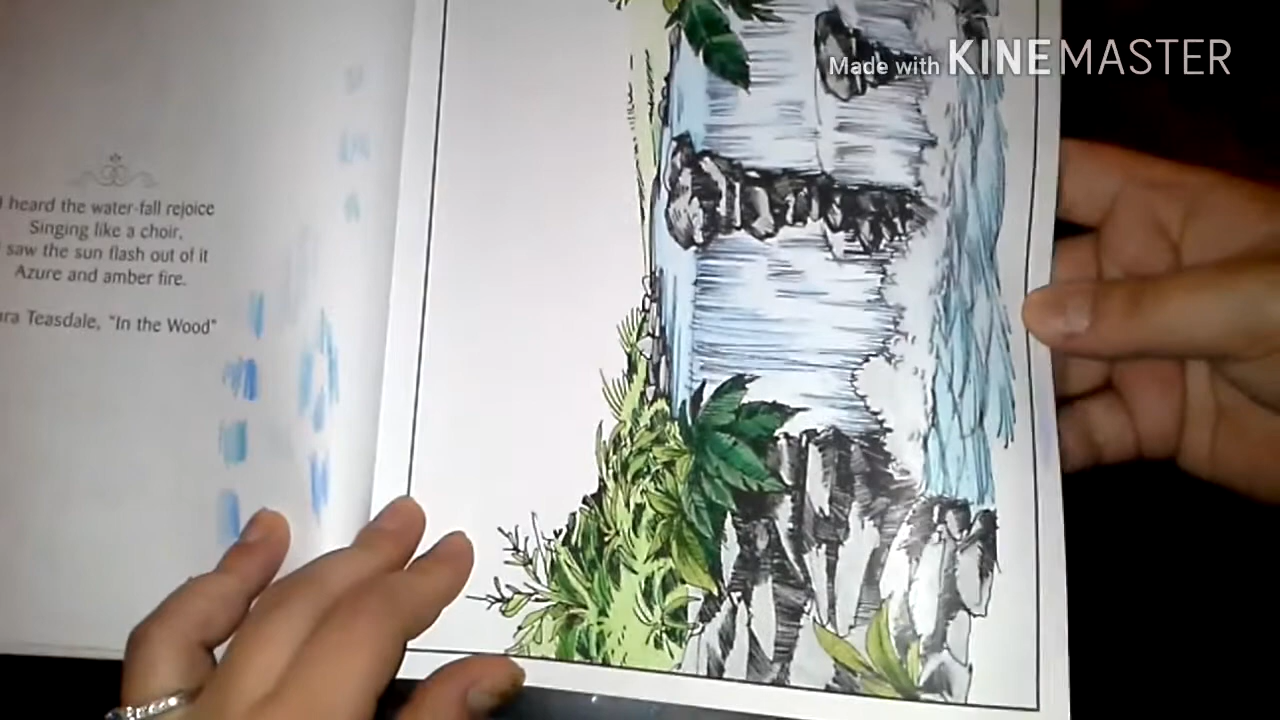 Made with KINEMASTER
I heard the water-fall rejoice
Singing like a choir,
saw the sun flash out of it
Azure and amber fire.
Teasdale, "In the Wood"